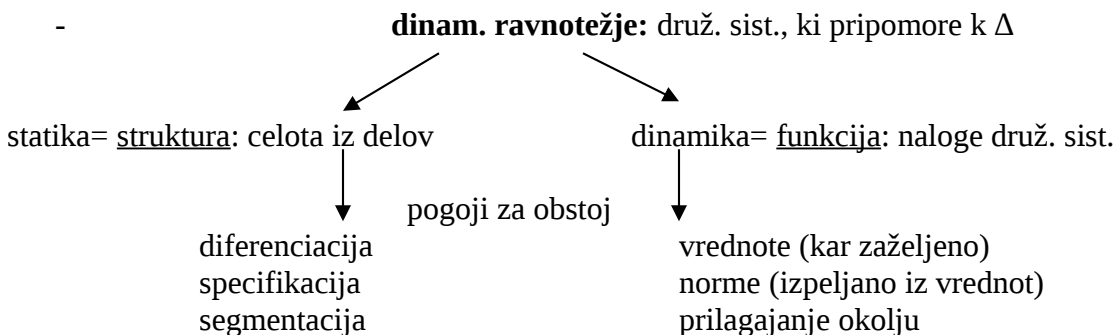 - dinam. ravnotežje: druž. sist., ki pripomore k Δ
statika= struktura: celota iz delov dinamika= funkcija: naloge druž. sist.
pogoji za obstoj
diferenciacija vrednote (kar zaželjeno)
specifikacija norme (izpeljano iz vrednot)
segmentacija prilagajanje okolju